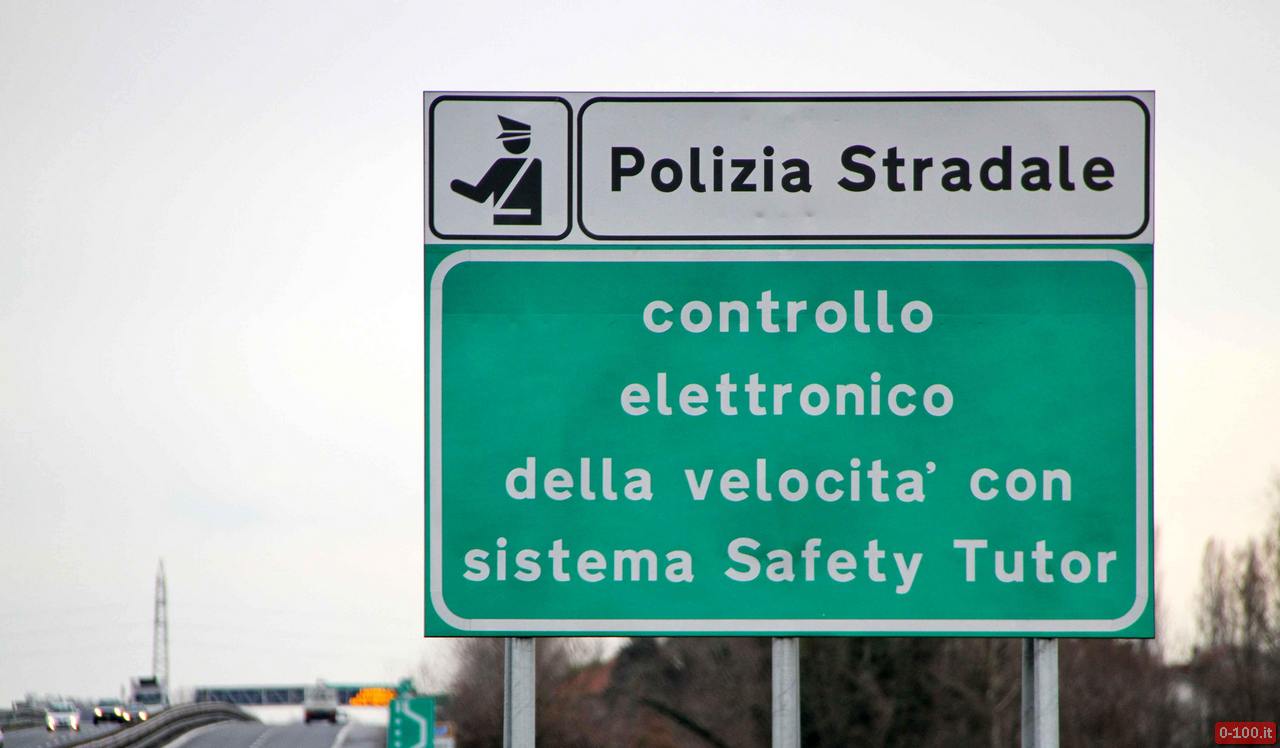 Polizia Stradale
controllo
elettronico
della velocita' con
sistema Safety Tutor
0-100.it